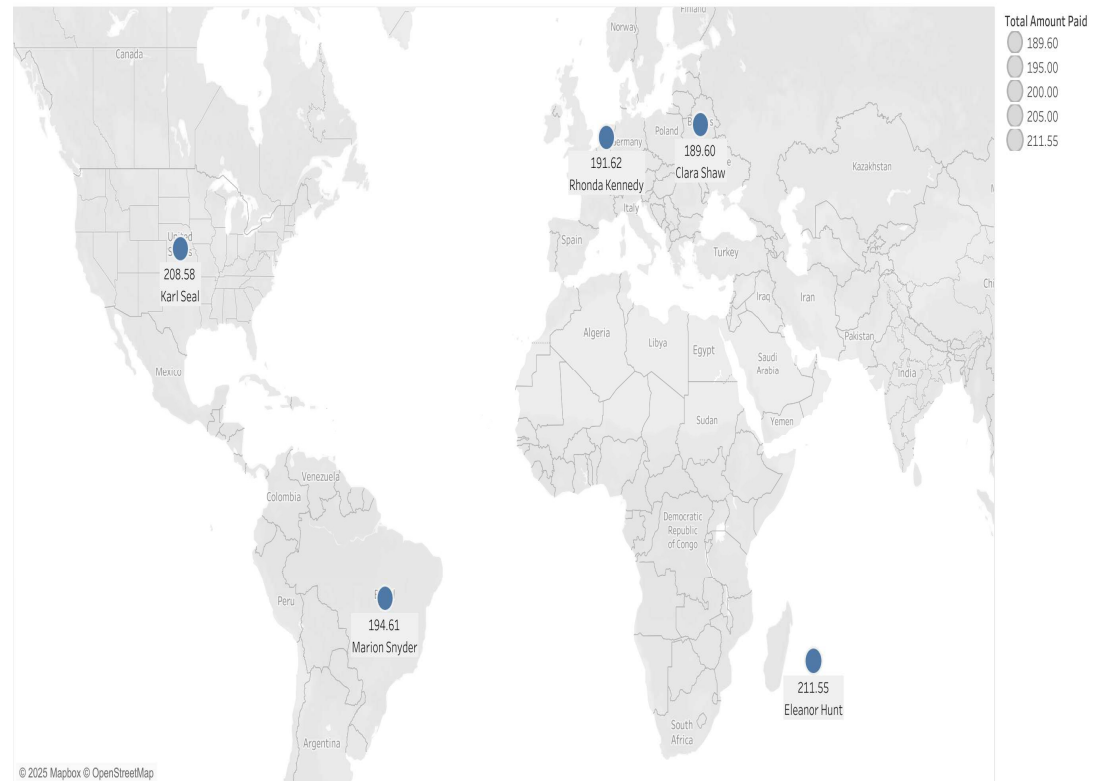 Total Amount Paid
189.60
195.00
200.00
205.00
211.55
Canada
Norway
Finland
Poland
191.62
Rhonda Kennedy
189.60
Clara Shaw
Kazakhstan
Italy
Spain
Turkey
208.58
Karl Seal
Iraq
Iran
Algeria
Libya
Egypt
Pakistan
Saudi
Arabia
India
Mexico
Sudan
Yemen
Venezuela
Colombia
Democratic
Republic
of Congo
Peru
194.61
Marion Snyder
211.55
Eleanor Hunt
South
Africa
Argentina
© 2025 Mapbox © OpenStreetMap